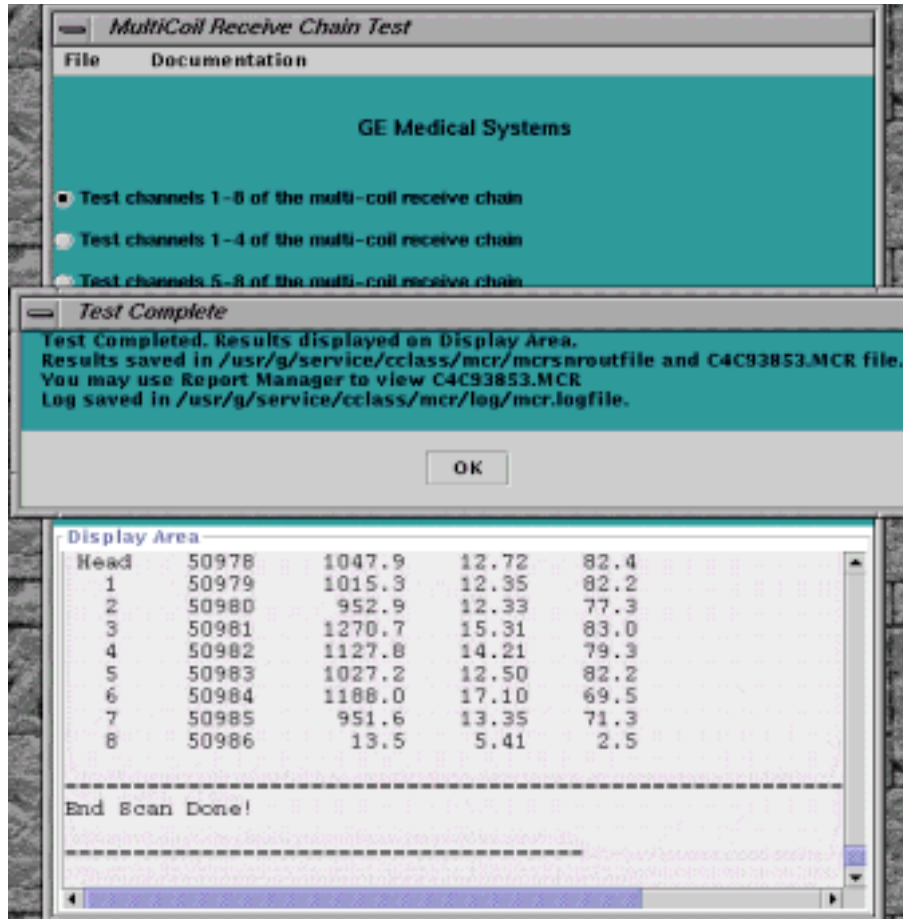 MultiCoil Receive Chain Test
File Documentation
GE Medical Systems
Test channels 1-8 of the multi-coil receive chain
Test channels 1-4 of the multi-coil receive chain
Test channels 5-8 of the multi-coil receive chain
Test Complete
Test Completed. Results displayed on Display Area.
Results saved in /usr/g/service/cclass/mcr/mcrsnroutfile and C4C93853.MCR file.
You may use Report Manager to view C4C93853.MCR
Log saved in /usr/g/service/cclass/mcr/log/mcr.logfile.
OK
Display Area
Head 50978 1047.9 12.72 82.4
1 50979 1015.3 12.35 82.2
2 50980 952.9 12.33 77.3
3 50981 1270.7 15.31 83.0
4 50982 1127.8 14.21 79.3
5 50983 1027.2 12.50 82.2
6 50984 1188.0 17.10 69.5
7 50985 951.6 13.35 71.3
8 50986 13.5 5.41 2.5
End Scan Done!